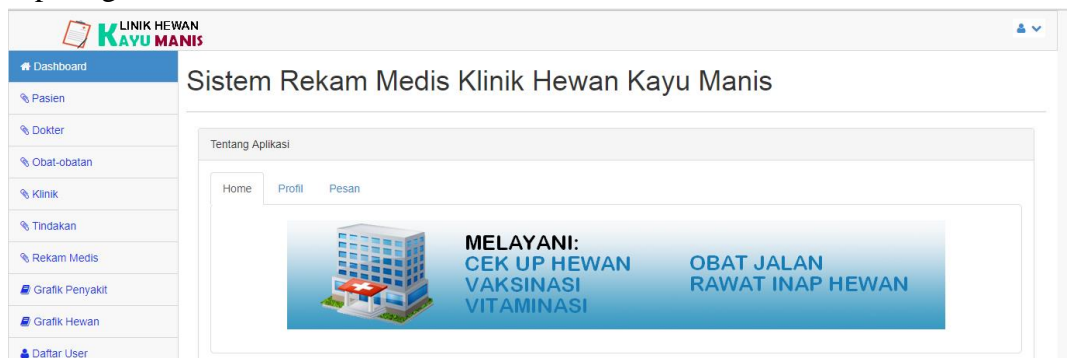 KLINIK HEWAN
KAYU MANIS
Dashboard
Pasien
Dokter
Obat-obatan
Klinik
Tindakan
Rekam Medis
Grafik Penyakit
Grafik Hewan
Daftar User
Sistem Rekam Medis Klinik Hewan Kayu Manis
Tentang Aplikasi
Home Profil Pesan
MELAYANI:
CEK UP HEWAN
VAKSINASI
VITAMINASI
OBAT JALAN
RAWAT INAP HEWAN